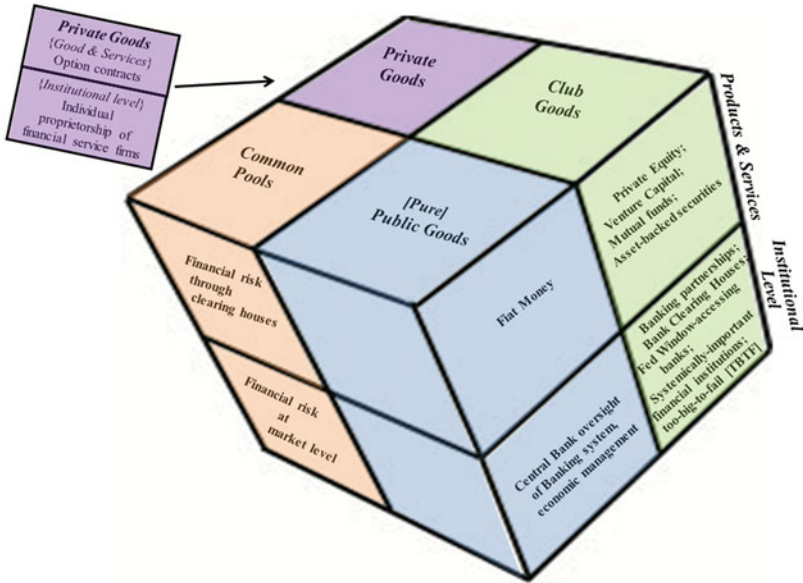 Private Goods
{Good & Services}
Option contracts
{Institutional level}
Individual
proprietorship of
financial service firms
Private
Goods
Club
Goods
Common
Pools
[Pure]
Public Goods
Products & Services
Institutional
Level
Financial risk
through
clearing houses
Fiat Money
Private Equity;
Venture Capital;
Mutual funds;
Asset-backed securities
Financial risk
at
market level
Central Bank oversight
of Banking system,
economic management
Banking partnerships;
Bank Clearing Houses;
Fed Window-accessing
banks;
Systemically-important
financial institutions;
too-big-to-fail [TBTF]